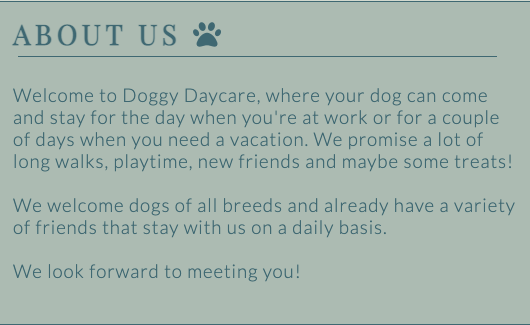 ABOUT US
Welcome to Doggy Daycare, where your dog can come
and stay for the day when you're at work or for a couple
of days when you need a vacation. We promise a lot of
long walks, playtime, new friends and maybe some treats!
We welcome dogs of all breeds and already have a variety
of friends that stay with us on a daily basis.
We look forward to meeting you!